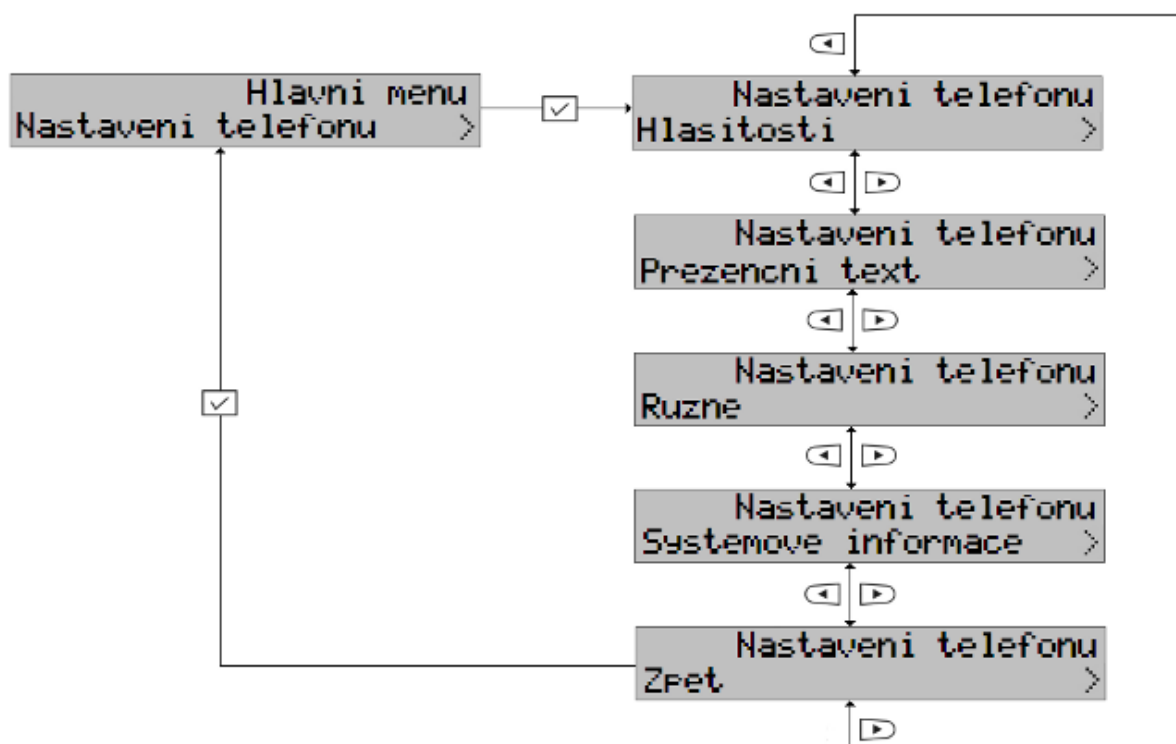 Hlavni menu
Nastaveni telefonu >
Nastaveni telefonu
Hlasitosti >
Nastaveni telefonu
Prezencni text >
Nastaveni telefonu
Ruzne >
Nastaveni telefonu
Systemove informace >
Nastaveni telefonu
Zpet >